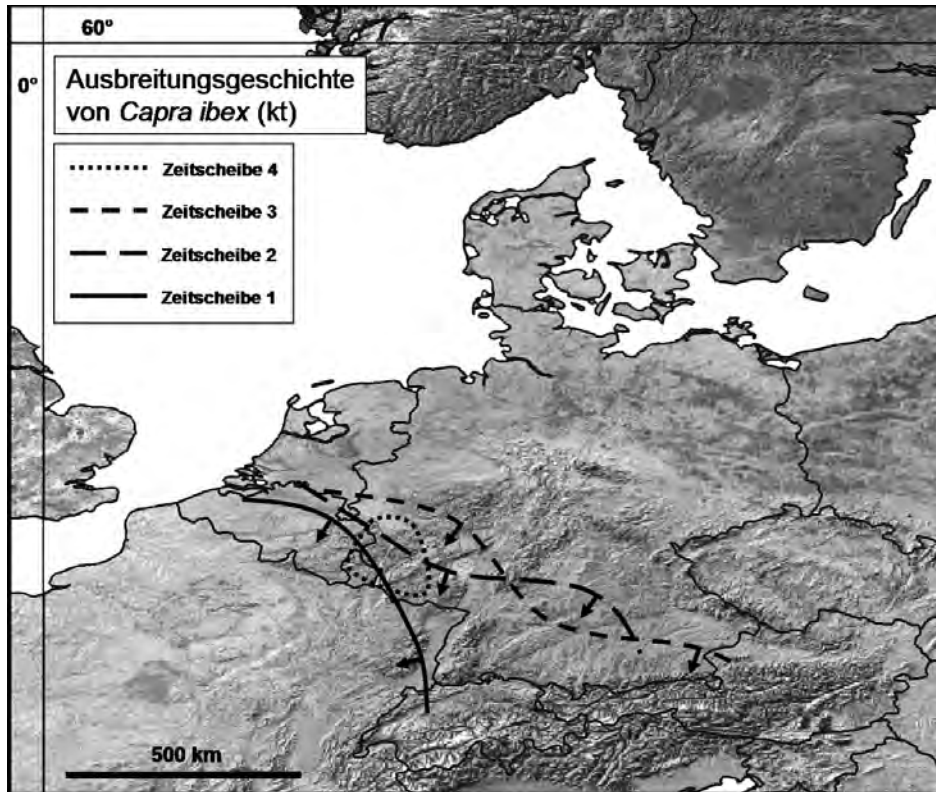 60°
0°
Ausbreitungsgeschichte
von Capra ibex (kt)
Zeitscheibe 4
Zeitscheibe 3
Zeitscheibe 2
Zeitscheibe 1
500 km